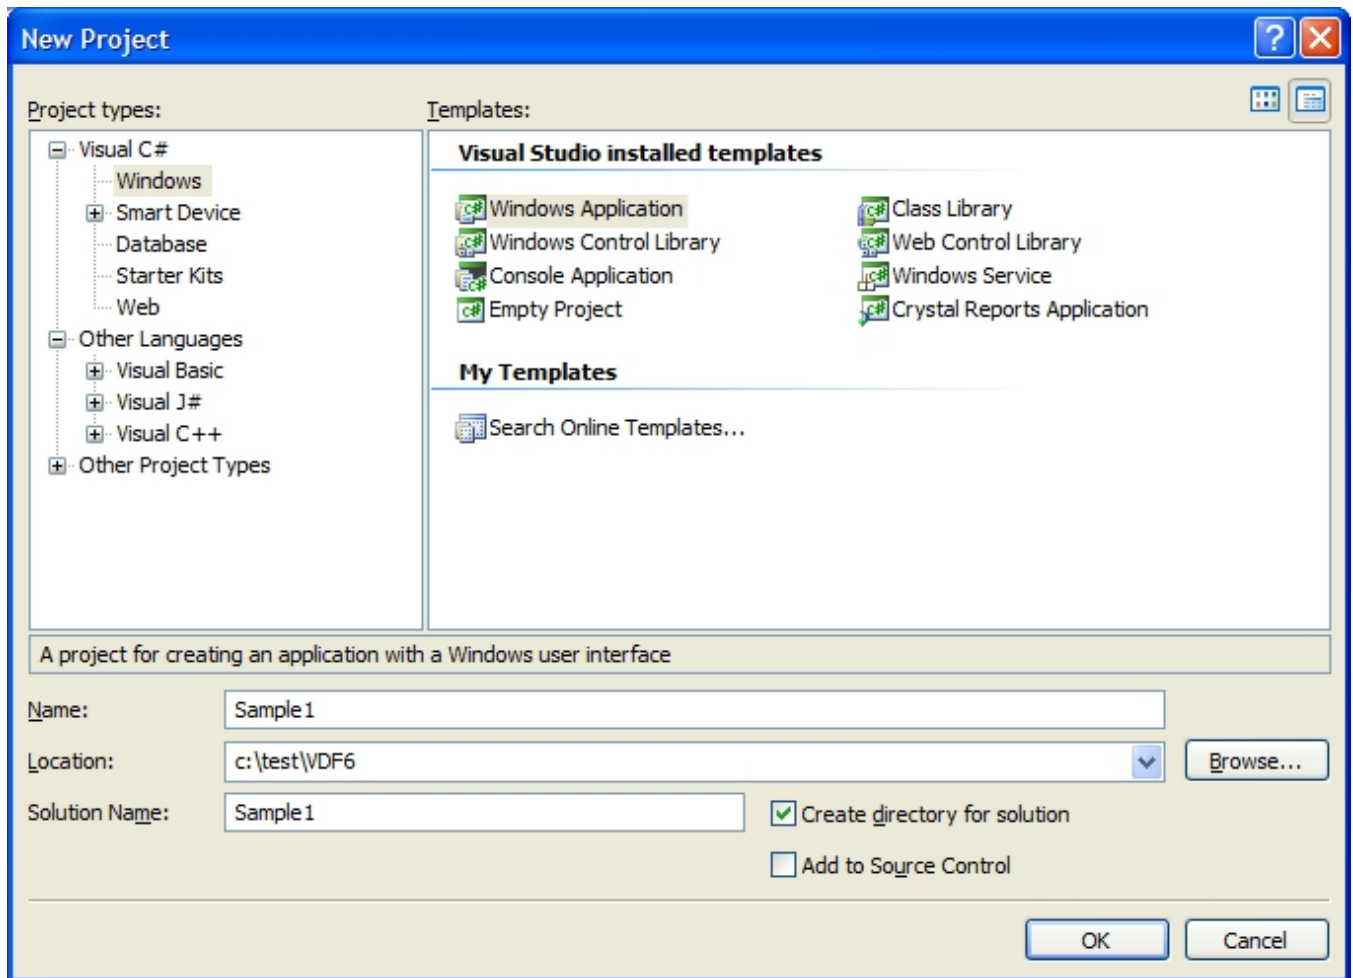 New Project
Project types:
Templates:
Visual C#
Windows
Smart Device
Database
Starter Kits
Web
Other Languages
Visual Basic
Visual J#
Visual C++
Other Project Types
Visual Studio installed templates
Windows Application
Class Library
Windows Control Library
Web Control Library
Console Application
Windows Service
Empty Project
Crystal Reports Application
My Templates
Search Online Templates...
A project for creating an application with a Windows user interface
Name:
Sample1
Location:
c:\test\VDF6
Browse...
Solution Name:
Sample1
Create directory for solution
Add to Source Control
OK
Cancel